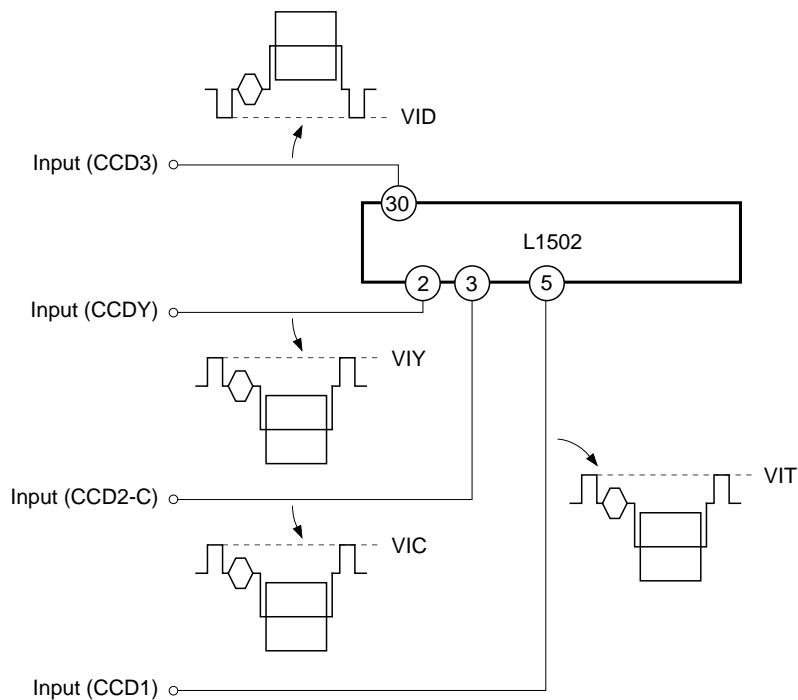 VID
Input (CCD3)
30
L1502
2 3 5
Input (CCDY)
VIY
VIT
Input (CCD2-C)
VIC
Input (CCD1)